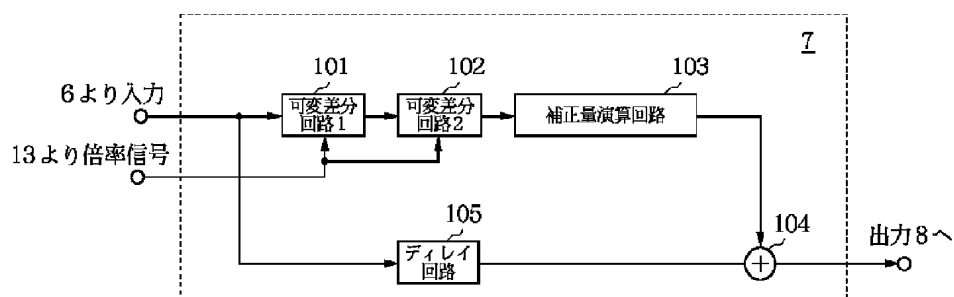 7
101
102
103
6より入力
可変差分
回路1
可変差分
回路2
補正量演算回路
13より倍率信号
105
104
ディレイ
回路
出力8へ